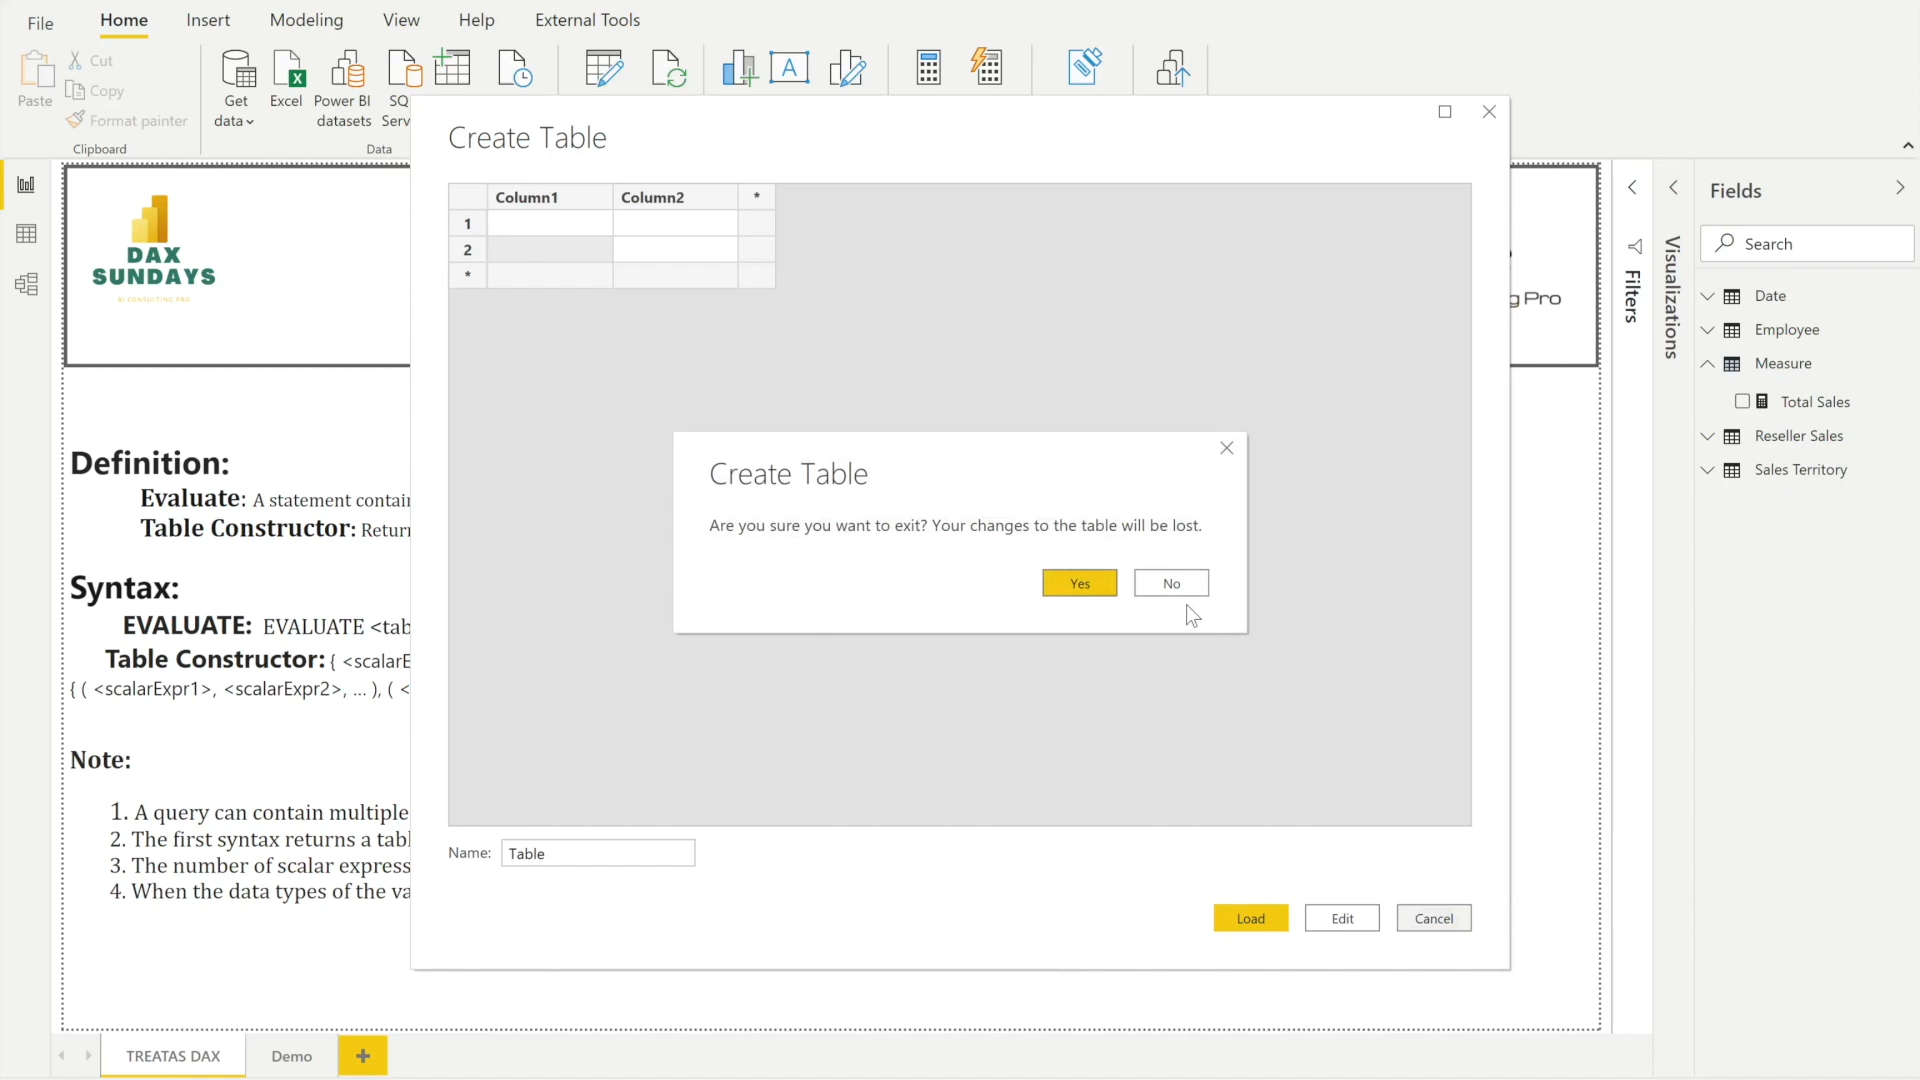 File
Home
Insert
Modeling
View
Help
External Tools
Paste
Cut
Copy
Format painter
Clipboard
Get
data
Excel
Power BI
datasets
SQ
Serv
Data
DAX
SUNDAYS
BI CONSULTING PRO
g Pro
Definition:
Evaluate: A statement contain
Table Constructor: Return
Syntax:
EVALUATE: EVALUATE <tab
Table Constructor: { <scalarE
{ ( <scalarExpr1>, <scalarExpr2>, ... ), ( <
Note:
1. A query can contain multiple
2. The first syntax returns a tabl
3. The number of scalar express
4. When the data types of the va
Create Table
Column1 Column2 *
1
2
*
Create Table
Are you sure you want to exit? Your changes to the table will be lost.
Yes
No
Name: Table
Load
Edit
Cancel
Filters
Visualizations
Fields
Search
Date
Employee
Measure
Total Sales
Reseller Sales
Sales Territory
TREATAS DAX
Demo
+